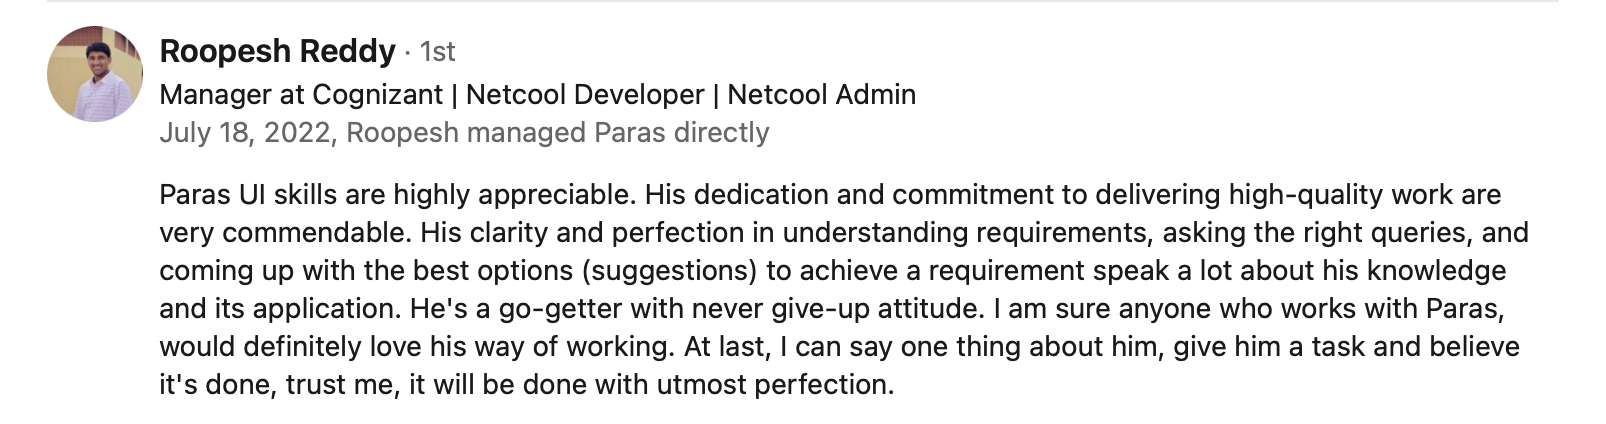 Roopesh Reddy · 1st
Manager at Cognizant | Netcool Developer | Netcool Admin
July 18, 2022, Roopesh managed Paras directly
Paras UI skills are highly appreciable. His dedication and commitment to delivering high-quality work are
very commendable. His clarity and perfection in understanding requirements, asking the right queries, and
coming up with the best options (suggestions) to achieve a requirement speak a lot about his knowledge
and its application. He's a go-getter with never give-up attitude. I am sure anyone who works with Paras,
would definitely love his way of working. At last, I can say one thing about him, give him a task and believe
it's done, trust me, it will be done with utmost perfection.